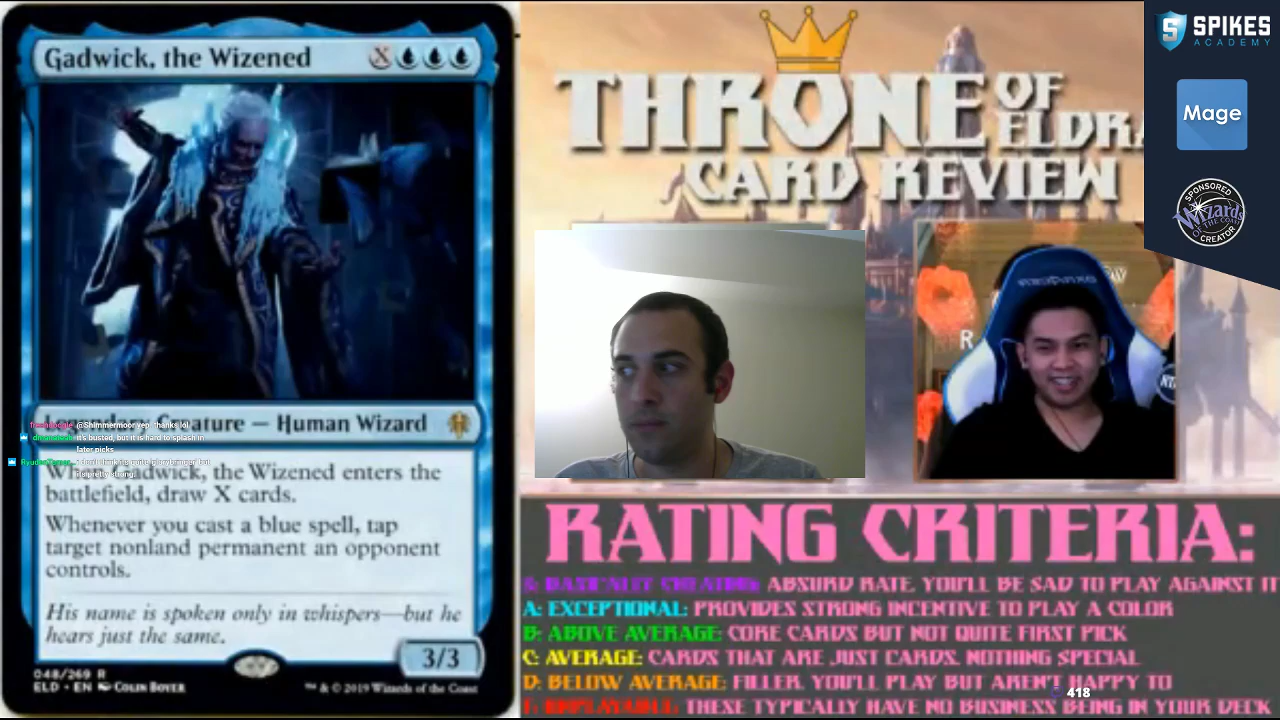 Gadwick, the Wizened X
Legendary Creature — Human Wizard
@Shimmermoor yep, thanks lol
it's busted, but it is hard to splash in
later picks
Gadwick, the Wizened enters the
battlefield, draw X cards.
Whenever you cast a blue spell, tap
target nonland permanent an opponent
controls.
His name is spoken only in whispers—but he
hears just the same.
3/3
048/269 R
ELD • EN COLIN BOYER
™ & © 2019 Wizards of the Coast
THRONE OF
ELDRA
CARD REVIEW
R
SPIKES
ACADEMY
Mage
SPONSORED
Wizards
OF THE COAST
CREATOR
RATING CRITERIA:
S: BASICALLY CHEATING: ABSURD RATE, YOU'LL BE SAD TO PLAY AGAINST IT
A: EXCEPTIONAL: PROVIDES STRONG INCENTIVE TO PLAY A COLOR
B: ABOVE AVERAGE: CORE CARDS BUT NOT QUITE FIRST PICK
C: AVERAGE: CARDS THAT ARE JUST CARDS. NOTHING SPECIAL
D: BELOW AVERAGE: FILLER. YOU'LL PLAY BUT AREN'T HAPPY TO
F: UNPLAYABLE: THESE TYPICALLY HAVE NO BUSINESS BEING IN YOUR DECK
418